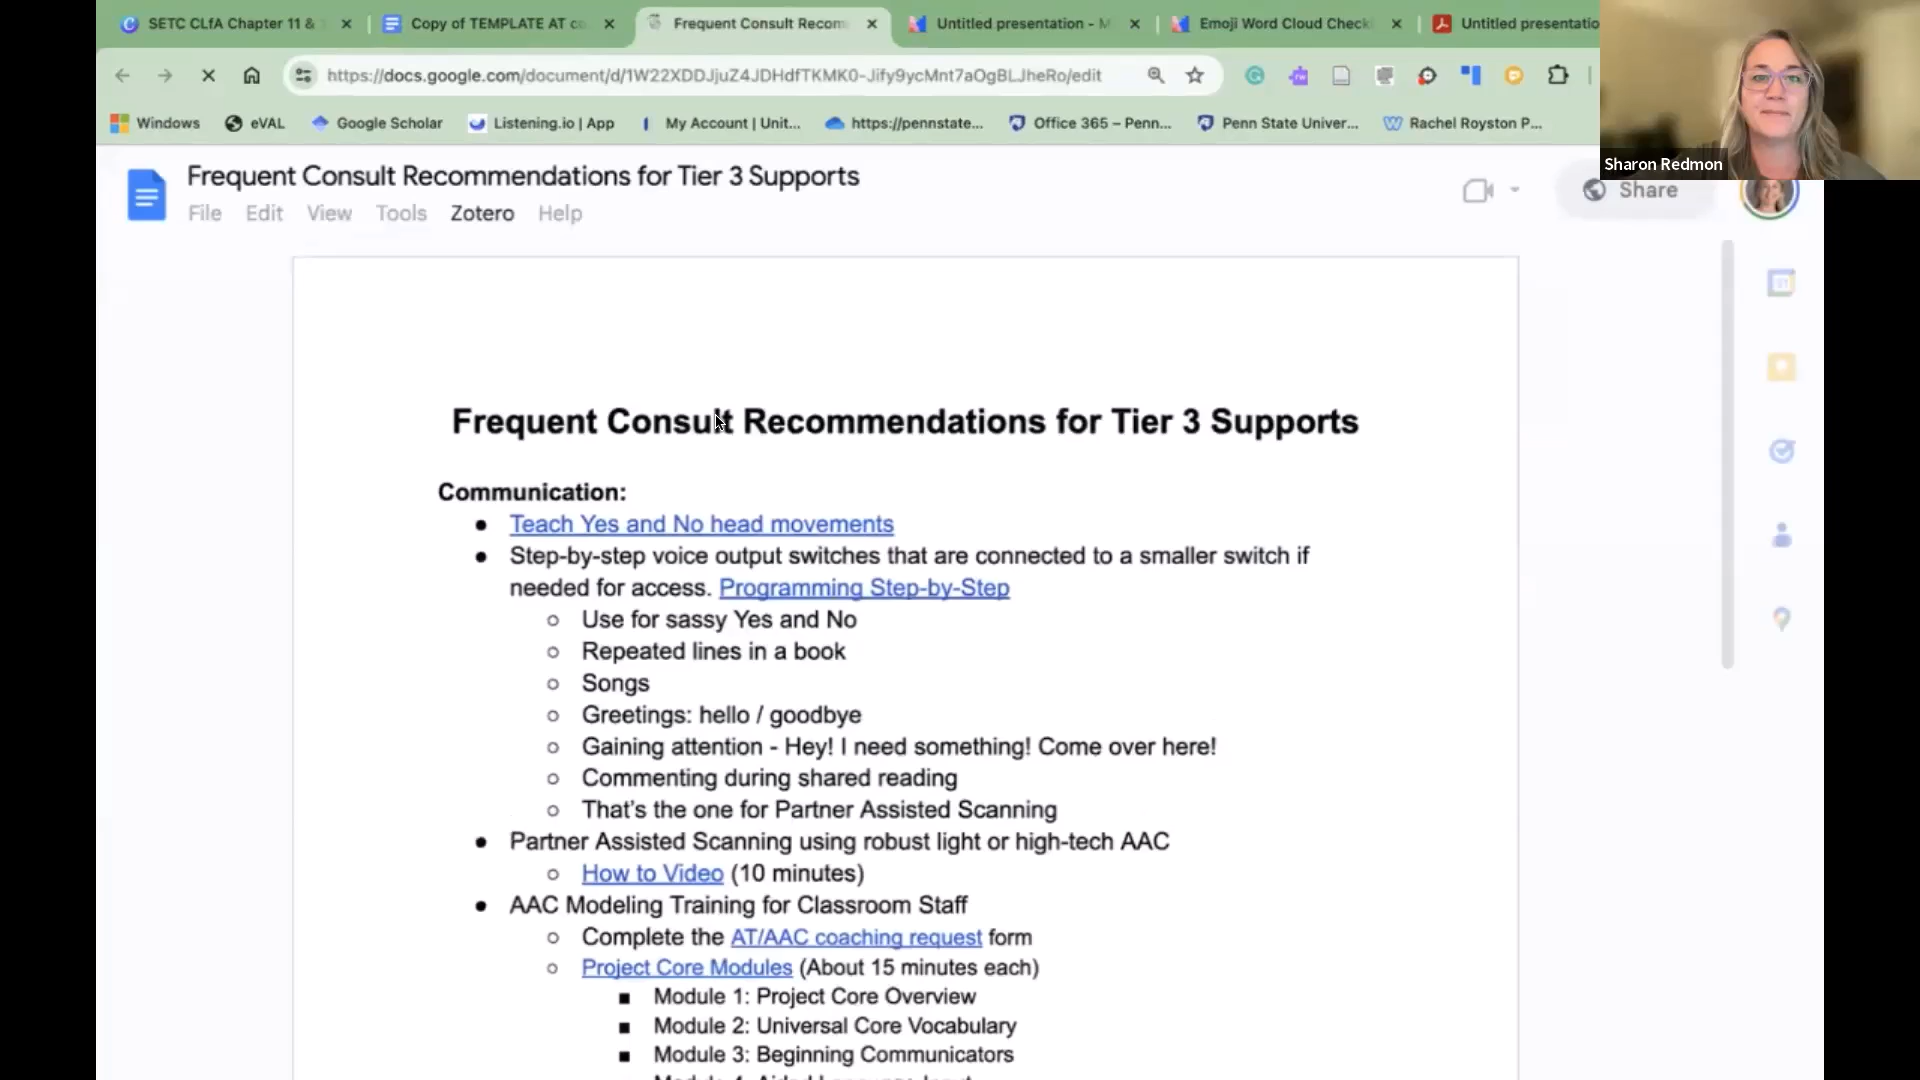 SETC CLfA Chapter 11 &
Copy of TEMPLATE AT co
Frequent Consult Recom
Untitled presentation - M
Emoji Word Cloud Check
Untitled presentatio
https://docs.google.com/document/d/1W22XDDJjuZ4JDHdfTKMK0-Jify9ycMnt7aOgBLJheRo/edit
Windows
eVAL
Google Scholar
Listening.io | App
My Account | Unit...
https://pennstate...
Office 365 – Penn...
Penn State Univer...
Rachel Royston P...
Sharon Redmon
Frequent Consult Recommendations for Tier 3 Supports
File Edit View Tools Zotero Help
Share
Frequent Consult Recommendations for Tier 3 Supports
Communication:
● Teach Yes and No head movements
● Step-by-step voice output switches that are connected to a smaller switch if
needed for access. Programming Step-by-Step
○ Use for sassy Yes and No
○ Repeated lines in a book
○ Songs
○ Greetings: hello / goodbye
○ Gaining attention - Hey! I need something! Come over here!
○ Commenting during shared reading
○ That's the one for Partner Assisted Scanning
● Partner Assisted Scanning using robust light or high-tech AAC
○ How to Video (10 minutes)
● AAC Modeling Training for Classroom Staff
○ Complete the AT/AAC coaching request form
○ Project Core Modules (About 15 minutes each)
■ Module 1: Project Core Overview
■ Module 2: Universal Core Vocabulary
■ Module 3: Beginning Communicators